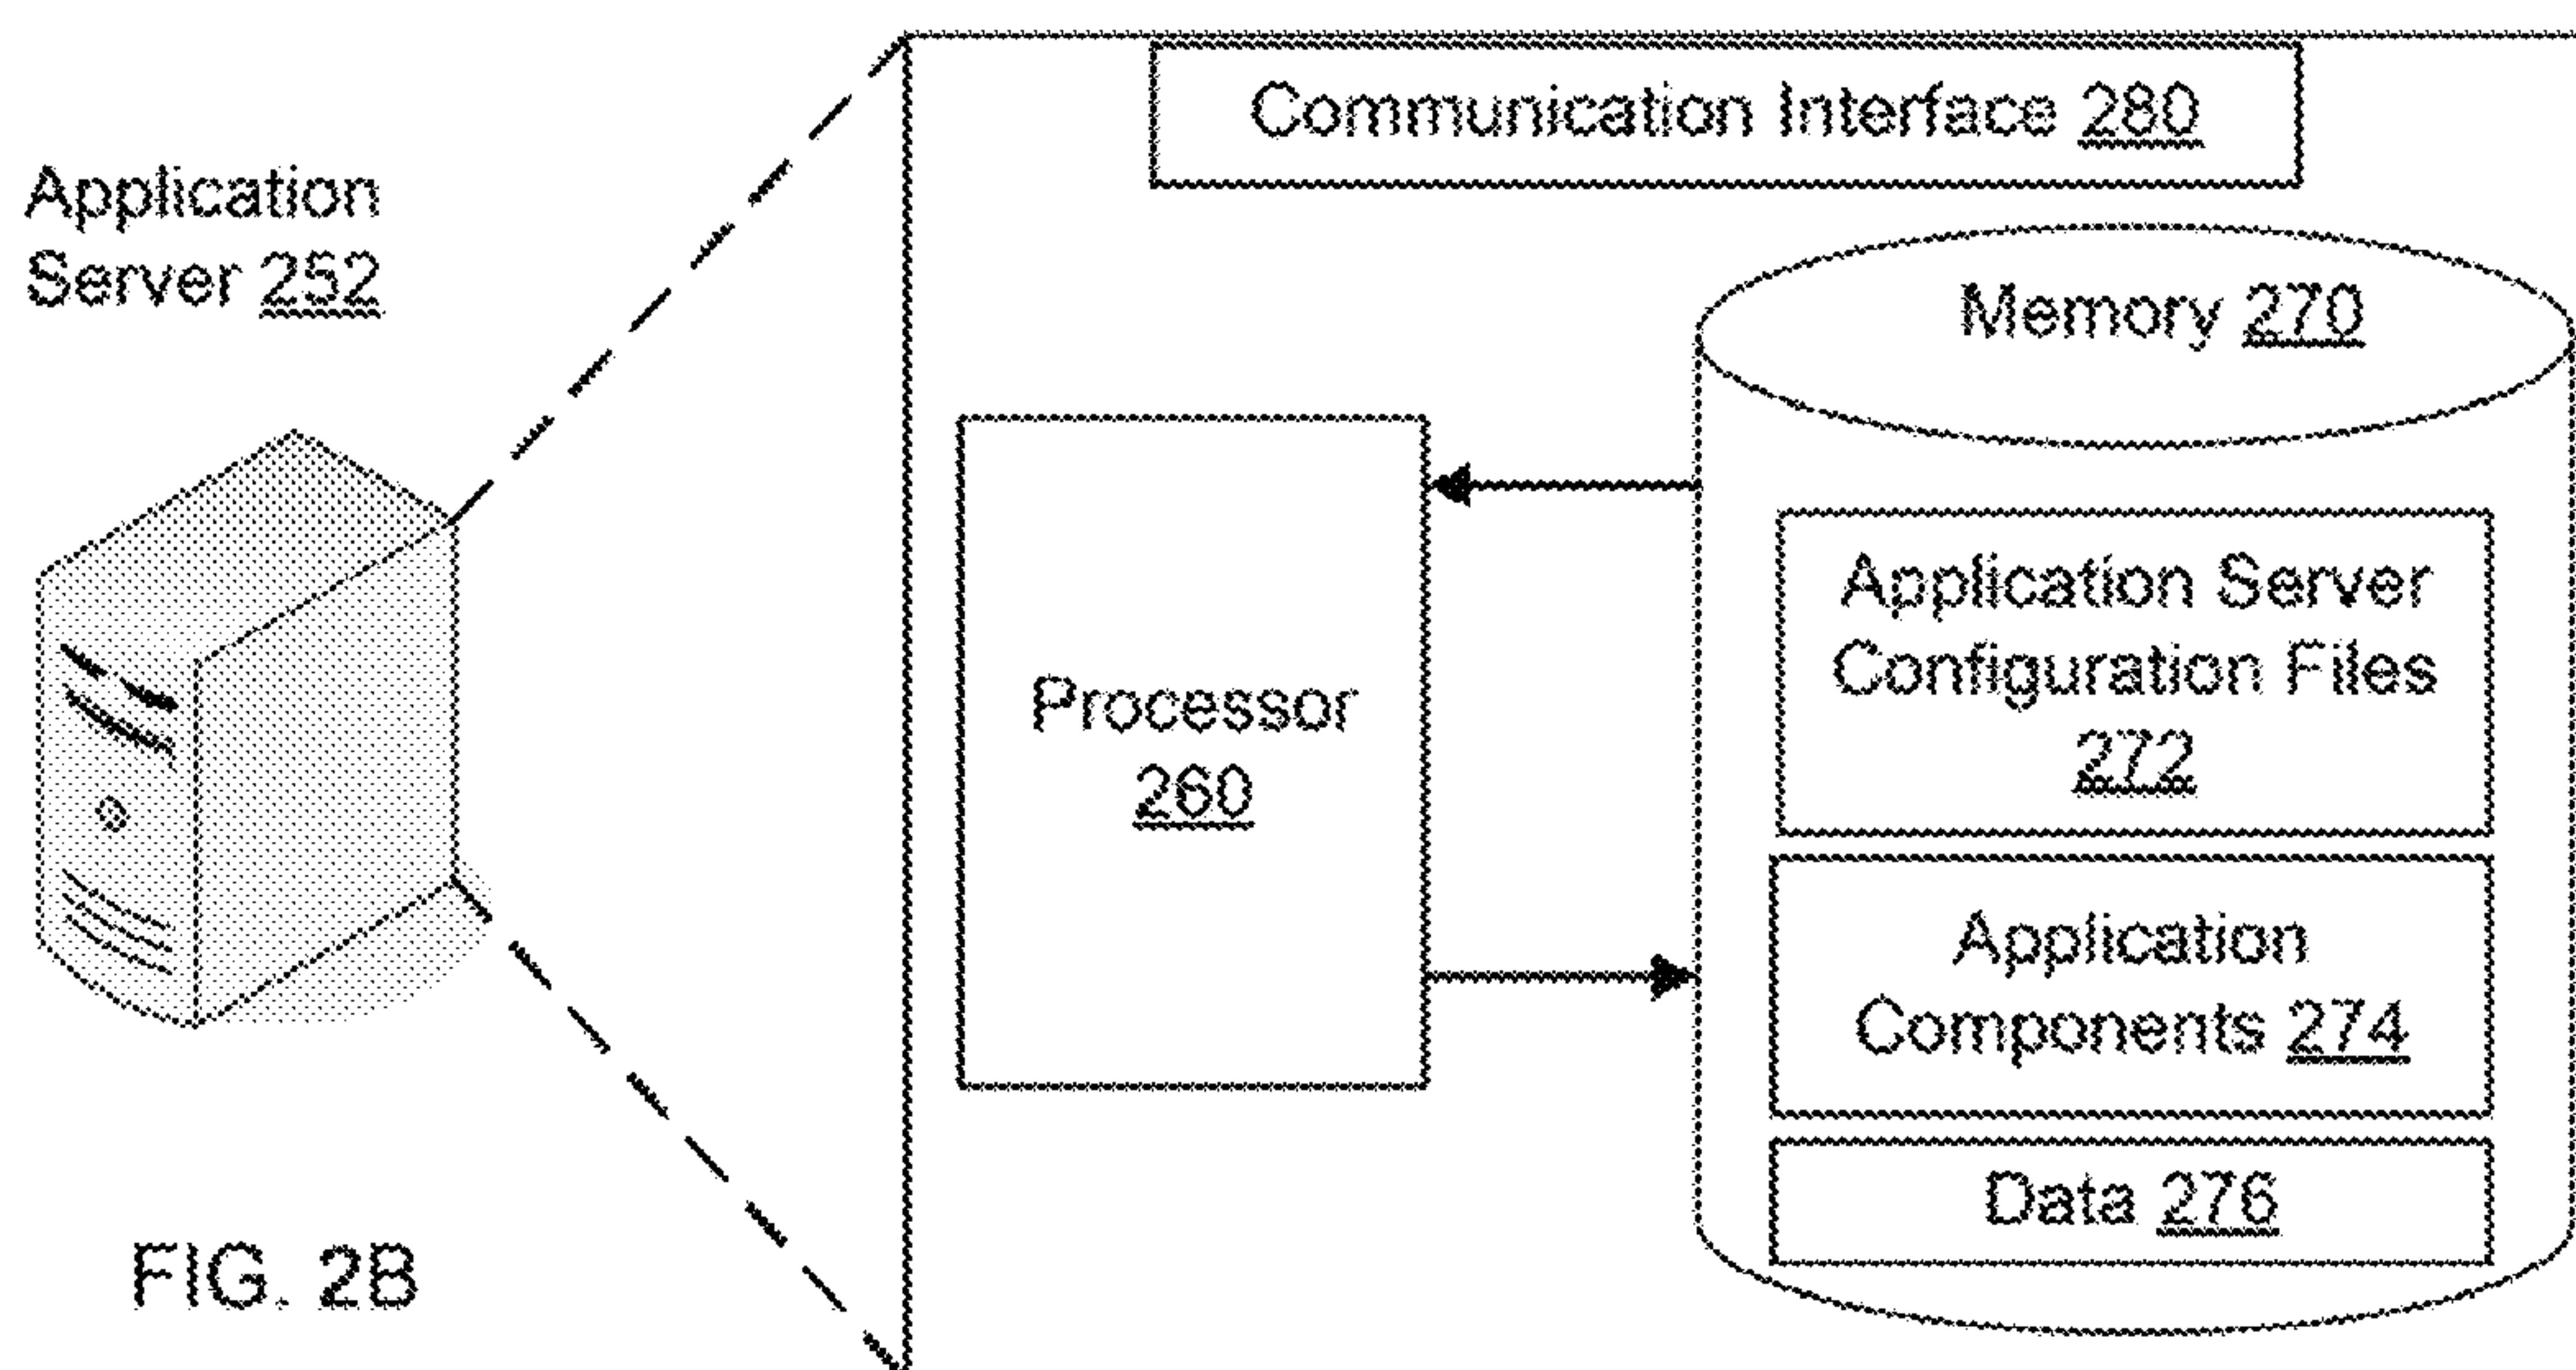 Communication Interface 280
Application
Server 252
Memory 270
Application Server
Configuration Files
272
Processor
260
Application
Components 274
Data 276
FIG. 2B